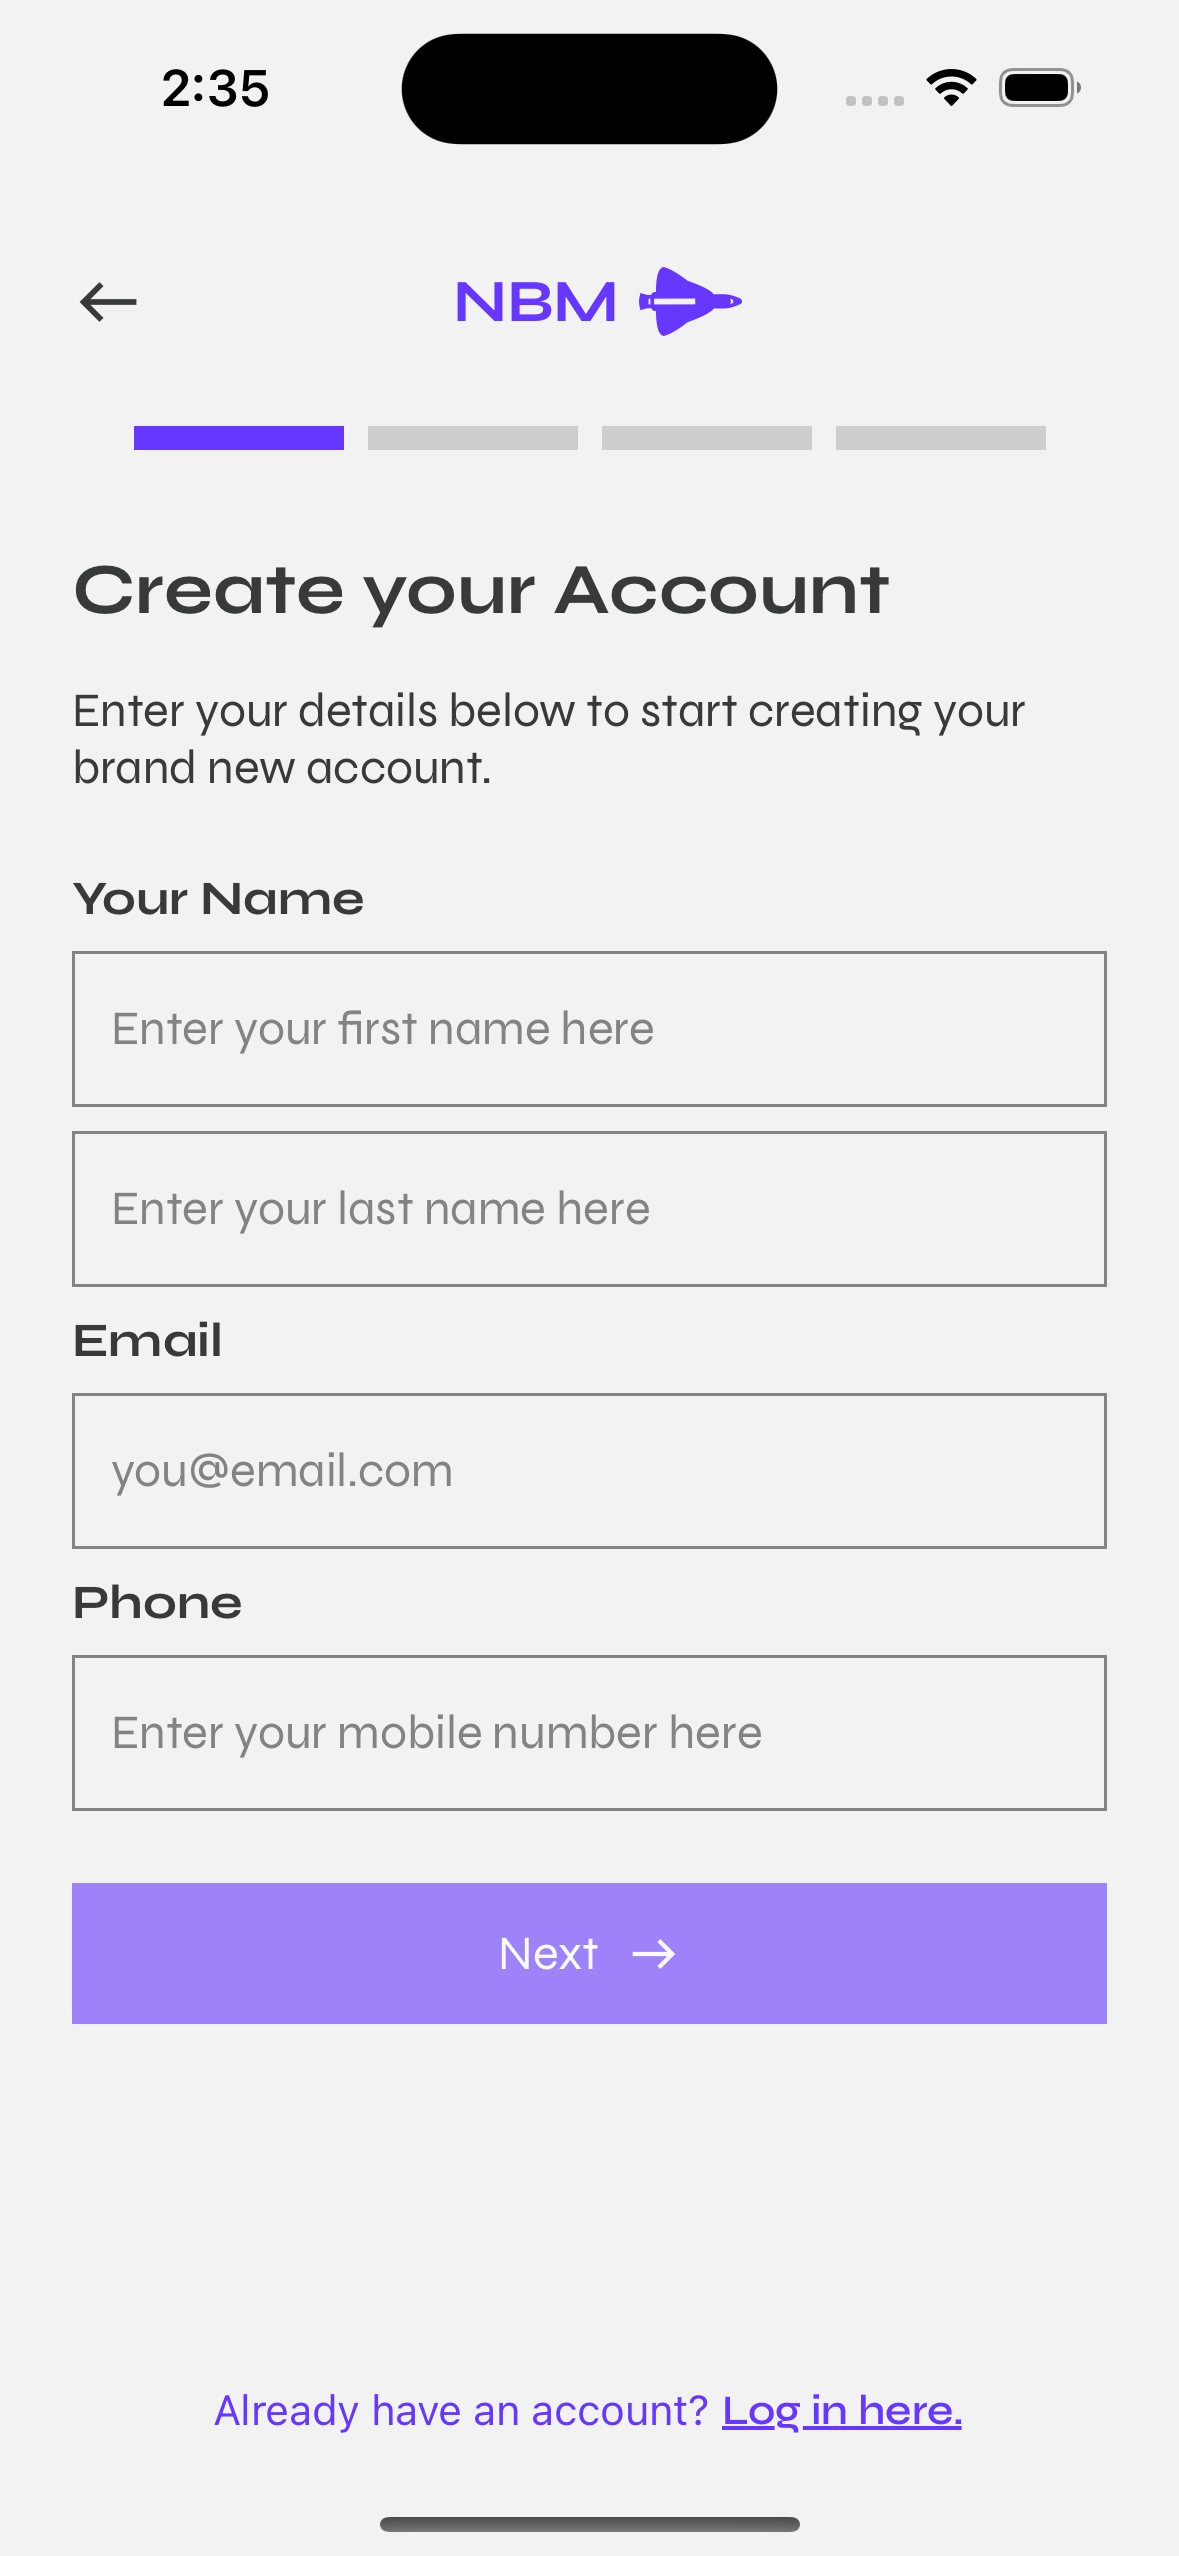 2:35
NBM
Create your Account
Enter your details below to start creating your
brand new account.
Your Name
Enter your first name here
Enter your last name here
Email
you@email.com
Phone
Enter your mobile number here
Next →
Already have an account? Log in here.